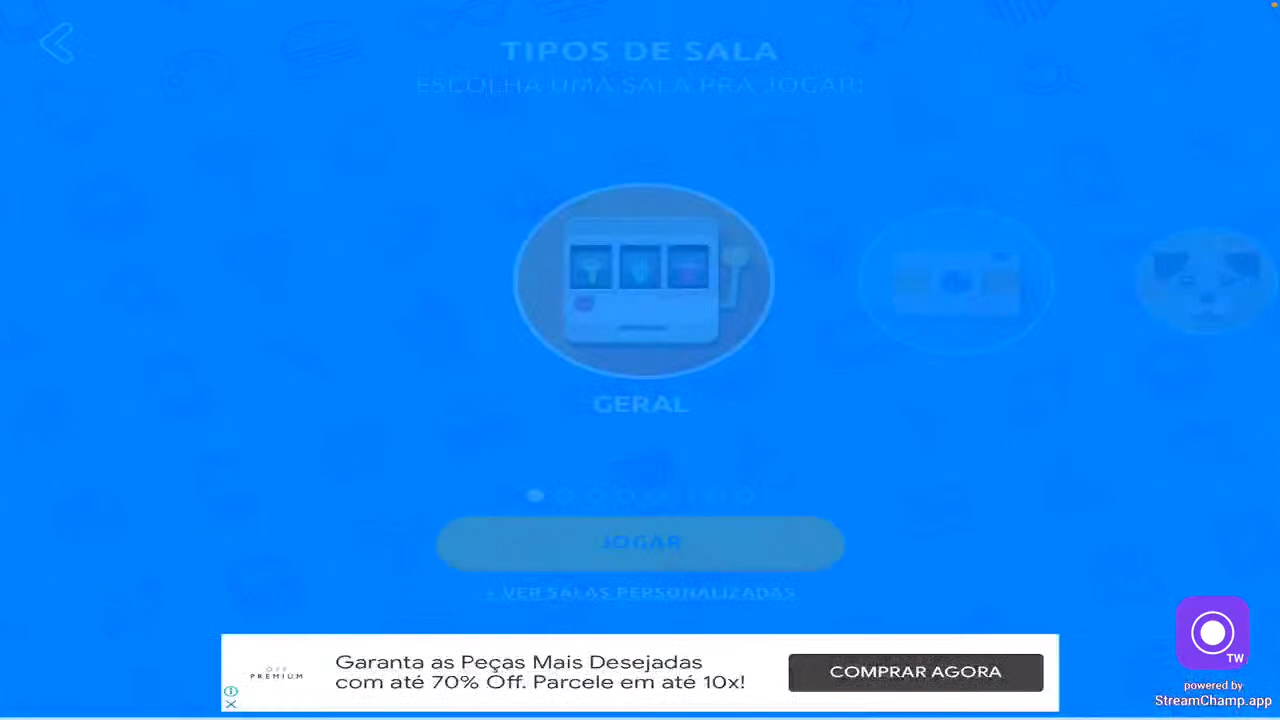 TIPOS DE SALA
ESCOLHA UMA SALA PRA JOGAR!
GERAL
JOGAR
+ VER SALAS PERSONALIZADAS
OFF
PREMIUM
Garanta as Peças Mais Desejadas
com até 70% Off. Parcele em até 10x!
COMPRAR AGORA
TW
powered by
StreamChamp.app